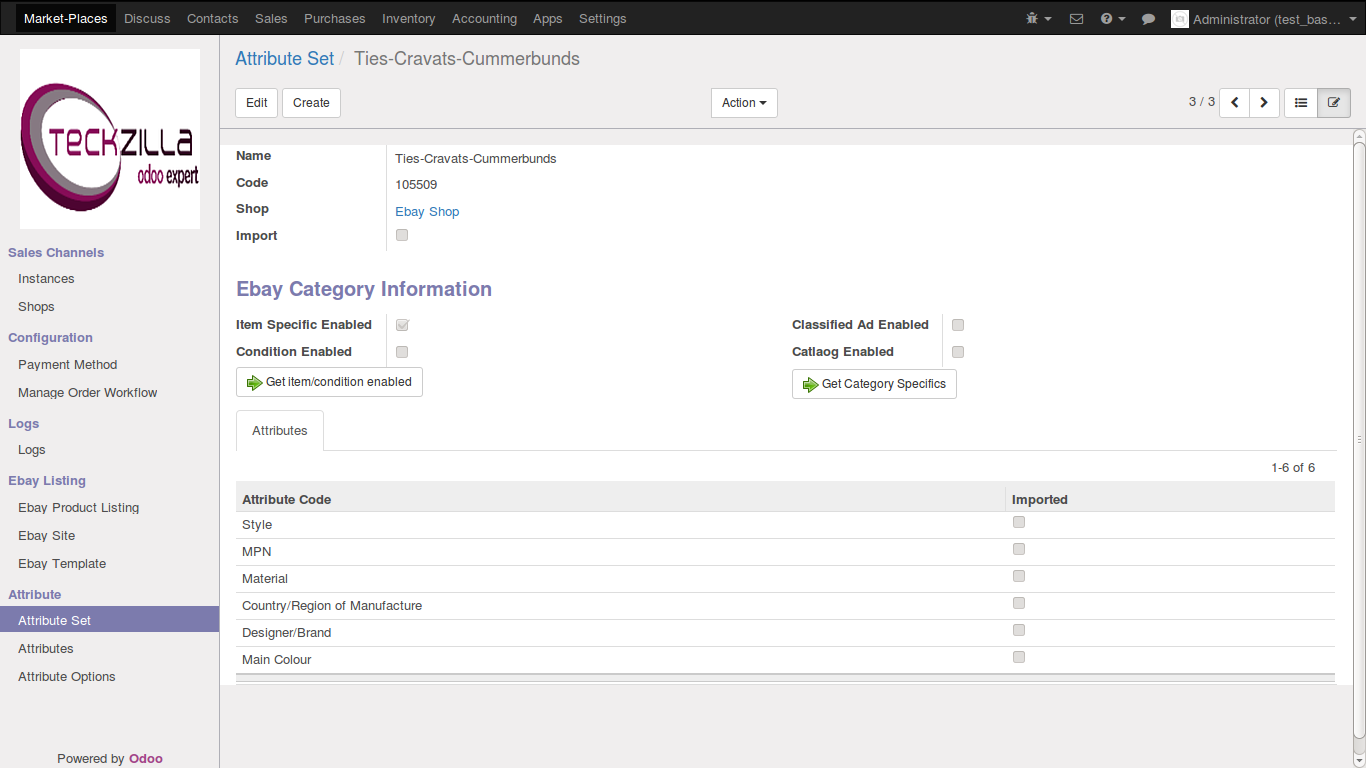 Market-Places Discuss Contacts Sales Purchases Inventory Accounting Apps Settings Administrator (test_bas…
TECKZILLA
odoo expert
Sales Channels
Instances
Shops
Configuration
Payment Method
Manage Order Workflow
Logs
Logs
Ebay Listing
Ebay Product Listing
Ebay Site
Ebay Template
Attribute
Attribute Set
Attributes
Attribute Options
Powered by Odoo
Attribute Set / Ties-Cravats-Cummerbunds
Edit Create Action 3 / 3
Name Ties-Cravats-Cummerbunds
Code 105509
Shop Ebay Shop
Import
Ebay Category Information
Item Specific Enabled Classified Ad Enabled
Condition Enabled Catlaog Enabled
Get item/condition enabled Get Category Specifics
Attributes
1-6 of 6
Attribute Code Imported
Style
MPN
Material
Country/Region of Manufacture
Designer/Brand
Main Colour